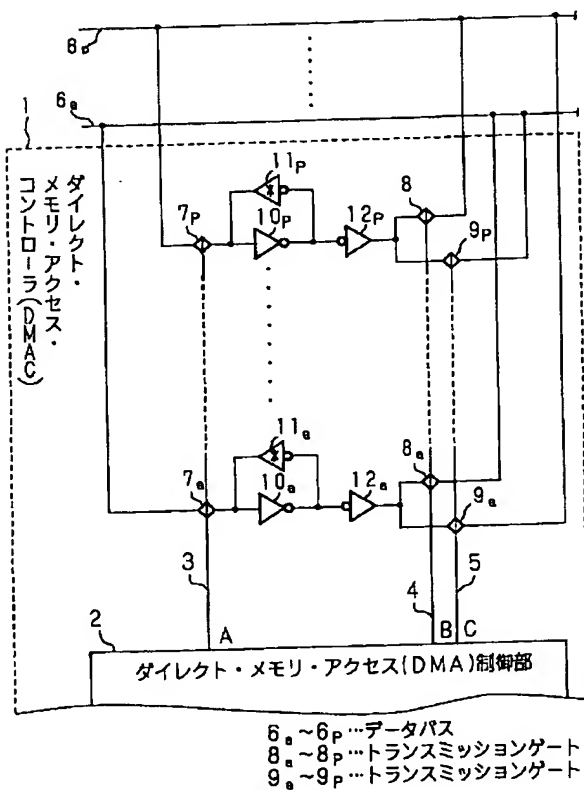 8p
1
6a
ダイレクト・
メモリ・アクセス・
コントローラ(DMAC)
11p
7p
10p
12p
8
9p
11a
7a
10a
12a
8a
9a
3
4
5
2
A
B
C
ダイレクト・メモリ・アクセス(DMA)制御部
6a~6p…データバス
8a~8p…トランスミッションゲート
9a~9p…トランスミッションゲート